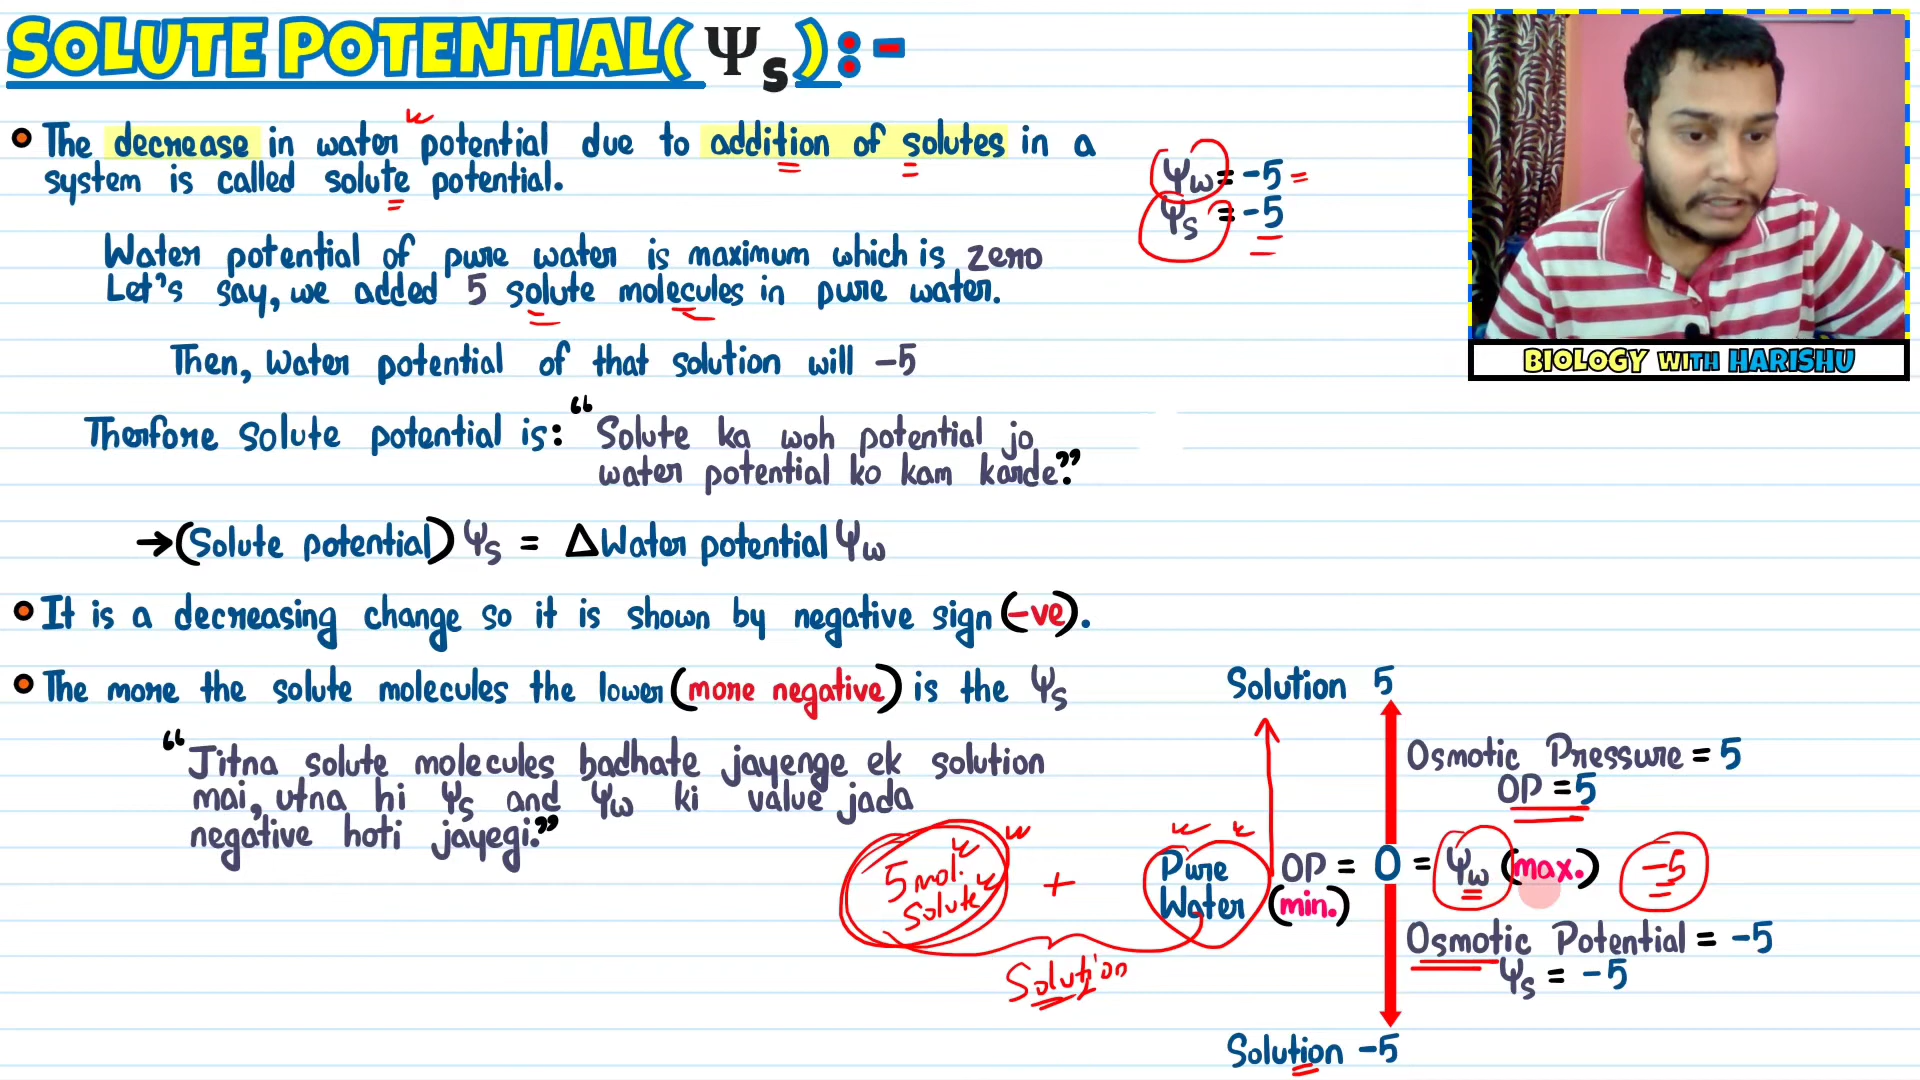 SOLUTE POTENTIAL( Ψs ):-
• The decrease in water potential due to addition of solutes in a
system is called solute potential.
Water potential of pure water is maximum which is zero
Let's say, we added 5 solute molecules in pure water.
Then, Water potential of that solution will -5
Therfore Solute potential is: “Solute ka woh potential jo
water potential ko kam karde.”
→(Solute potential) Ψs = ΔWater potential Ψw
• It is a decreasing change so it is shown by negative sign (-ve).
• The more the solute molecules the lower (more negative) is the Ψs
“Jitna solute molecules badhate jayenge ek solution
mai, utna hi Ψs and Ψw ki value jada
negative hoti jayegi.”
Ψw = -5 =
Ψs = -5
BIOLOGY WITH HARISHU
Solution 5
Osmotic Pressure = 5
OP = 5
5 mol. solute + Pure Water
OP = 0 = Ψw (max.) -5
(min.)
Osmotic Potential = -5
Ψs = -5
Solution
Solution -5